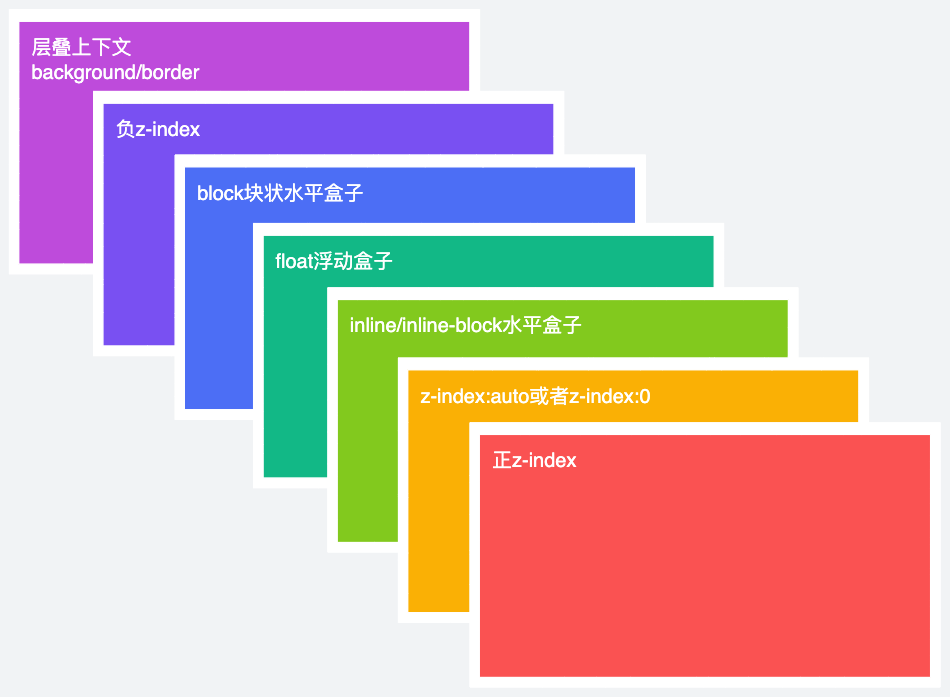 层叠上下文
background/border
负z-index
block块状水平盒子
float浮动盒子
inline/inline-block水平盒子
z-index:auto或者z-index:0
正z-index